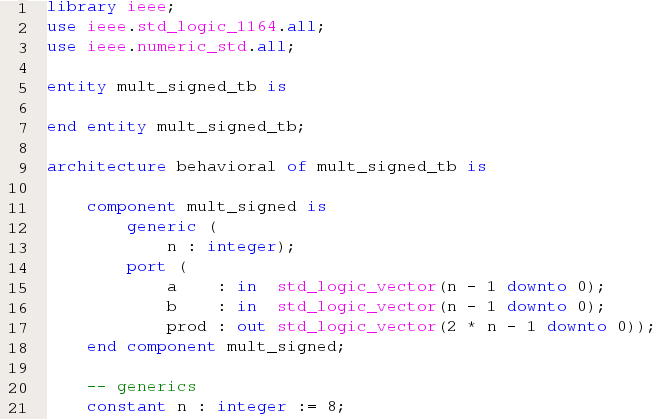 1 library ieee;
2 use ieee.std_logic_1164.all;
3 use ieee.numeric_std.all;
4
5 entity mult_signed_tb is
6
7 end entity mult_signed_tb;
8
9 architecture behavioral of mult_signed_tb is
10
11     component mult_signed is
12         generic (
13             n : integer);
14         port (
15             a    : in  std_logic_vector(n - 1 downto 0);
16             b    : in  std_logic_vector(n - 1 downto 0);
17             prod : out std_logic_vector(2 * n - 1 downto 0));
18     end component mult_signed;
19
20     -- generics
21     constant n : integer := 8;